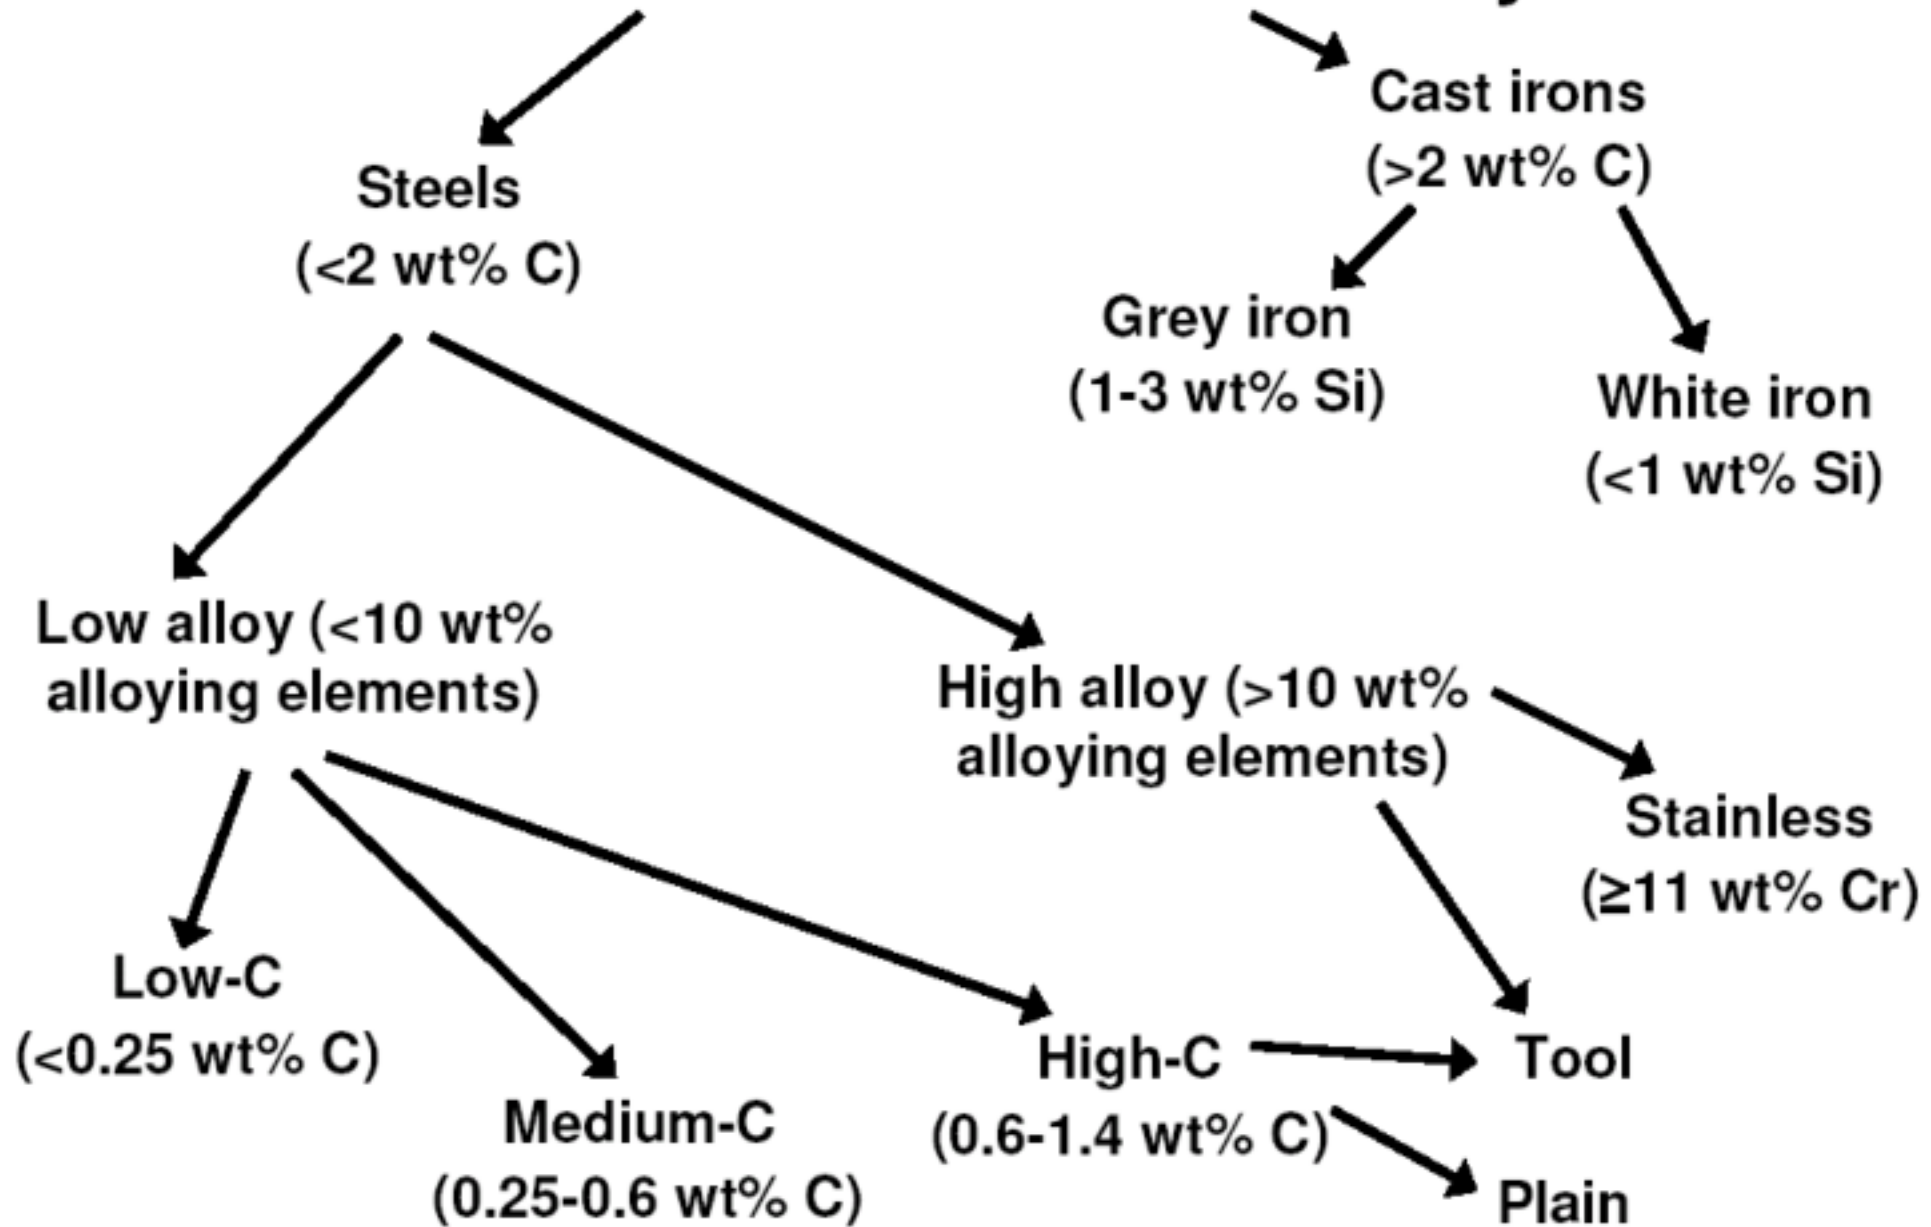 Cast irons
(>2 wt% C)
Steels
(<2 wt% C)
Grey iron
(1-3 wt% Si)
White iron
(<1 wt% Si)
Low alloy (<10 wt%
alloying elements)
High alloy (>10 wt%
alloying elements)
Stainless
(≥11 wt% Cr)
Low-C
(<0.25 wt% C)
Medium-C
(0.25-0.6 wt% C)
High-C
(0.6-1.4 wt% C)
Tool
Plain